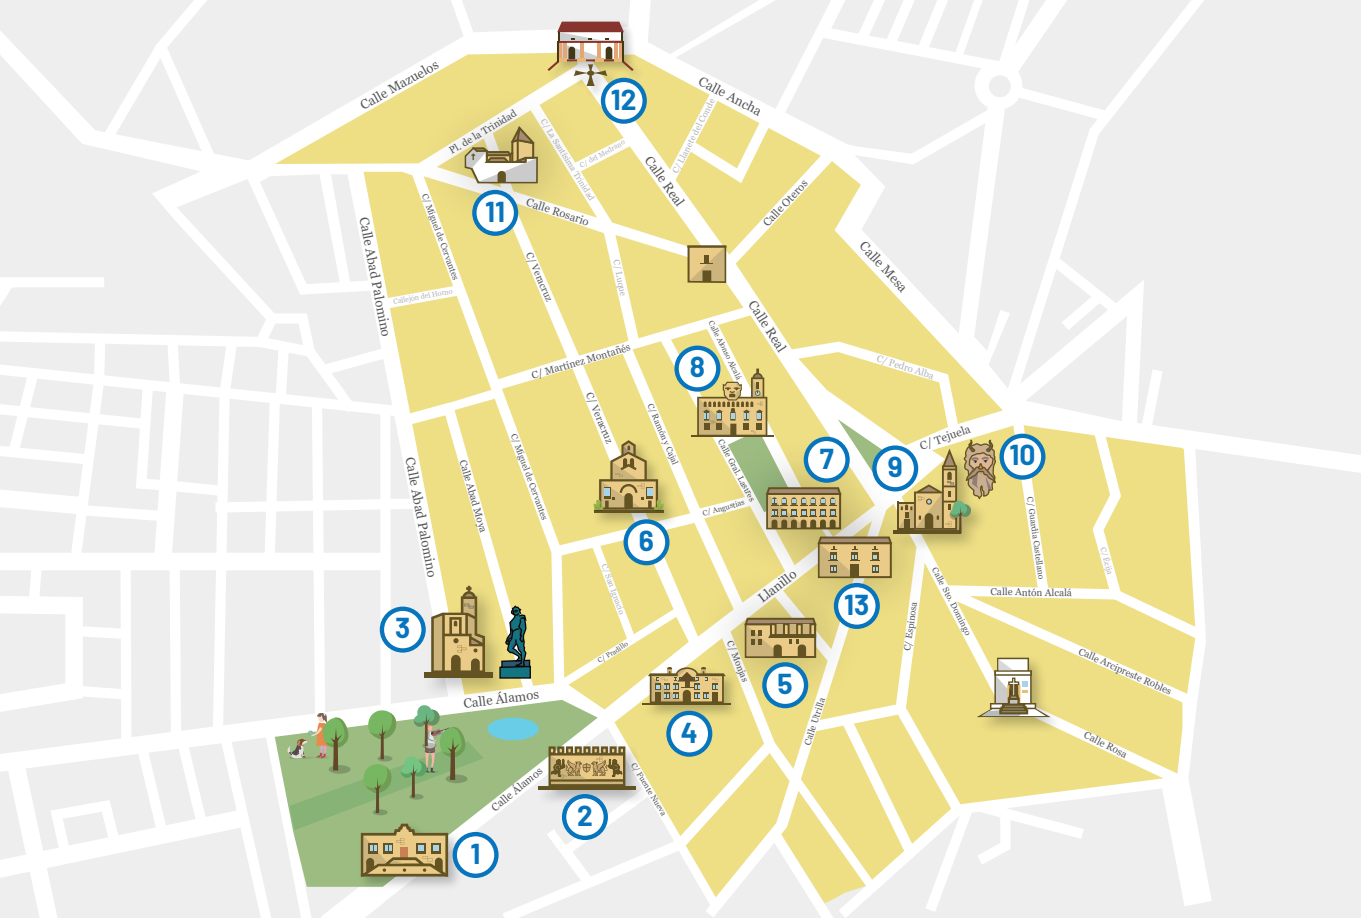 Calle Mazuelos
12
Calle Ancha
C/ Llanete del Conde
Pl. de la Trinidad
C/ La Santísima Trinidad
C/ del Medrano
Calle Real
Calle Oteros
C/ Miguel de Cervantes
11
Calle Rosario
Calle Abad Palomino
C/ Veracruz
C/ Luque
Calle Mesa
Callejón del Horno
Calle Real
Calle Alonso Alcalá
C/ Martínez Montañés
8
C/ Pedro Alba
C/ Veracruz
C/ Ramón y Cajal
C/ Miguel de Cervantes
Calle Gral. Lastres
7
9
C/ Tejuela
10
Calle Abad Palomino
Calle Abad Moya
C/ Angustias
6
C/ Guardia Castellano
C/ Écija
C/ San Ignacio
Llanillo
13
Calle Sto. Domingo
Calle Antón Alcalá
C/ Espinosa
3
C/ Pradillo
C/ Monjas
5
Calle Arcipreste Robles
Calle Álamos
4
Calle Utrilla
Calle Rosa
Calle Álamos
C/ Fuente Nueva
2
1